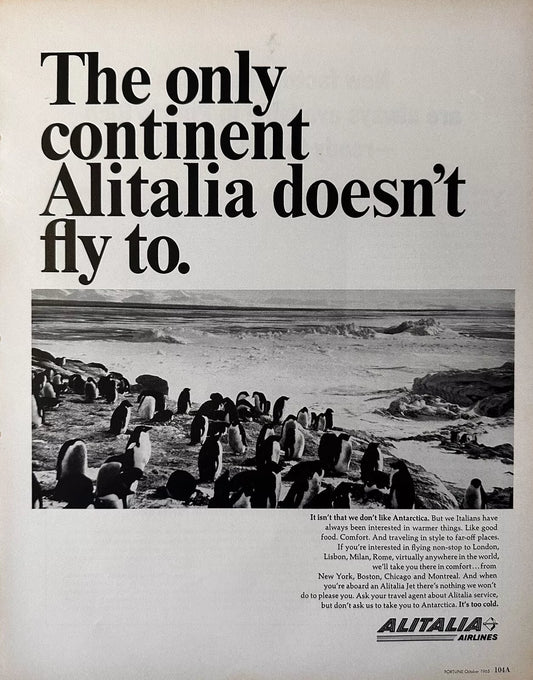 The only
continent
Alitalia doesn't
fly to.
It isn't that we don't like Antarctica. But we Italians have
always been interested in warmer things. Like good
food. Comfort. And traveling in style to far-off places.
If you're interested in flying non-stop to London,
Lisbon, Milan, Rome, virtually anywhere in the world,
we'll take you there in comfort...from
New York, Boston, Chicago and Montreal. And when
you're aboard an Alitalia Jet there's nothing we won't
do to please you. Ask your travel agent about Alitalia service,
but don't ask us to take you to Antarctica. It's too cold.
ALITALIA
AIRLINES
FORTUNE October 1965 104A